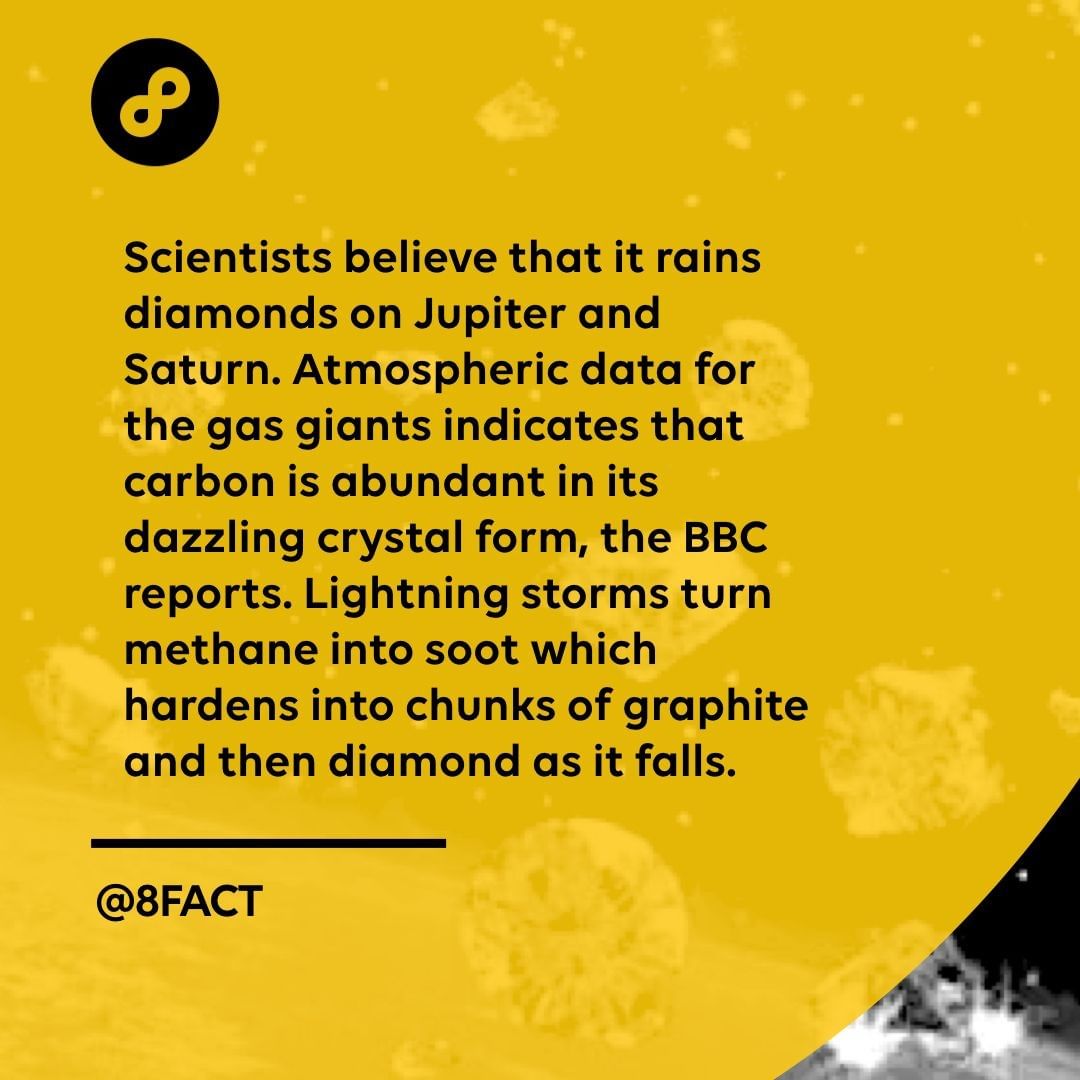 Scientists believe that it rains
diamonds on Jupiter and
Saturn. Atmospheric data for
the gas giants indicates that
carbon is abundant in its
dazzling crystal form, the BBC
reports. Lightning storms turn
methane into soot which
hardens into chunks of graphite
and then diamond as it falls.
@8FACT